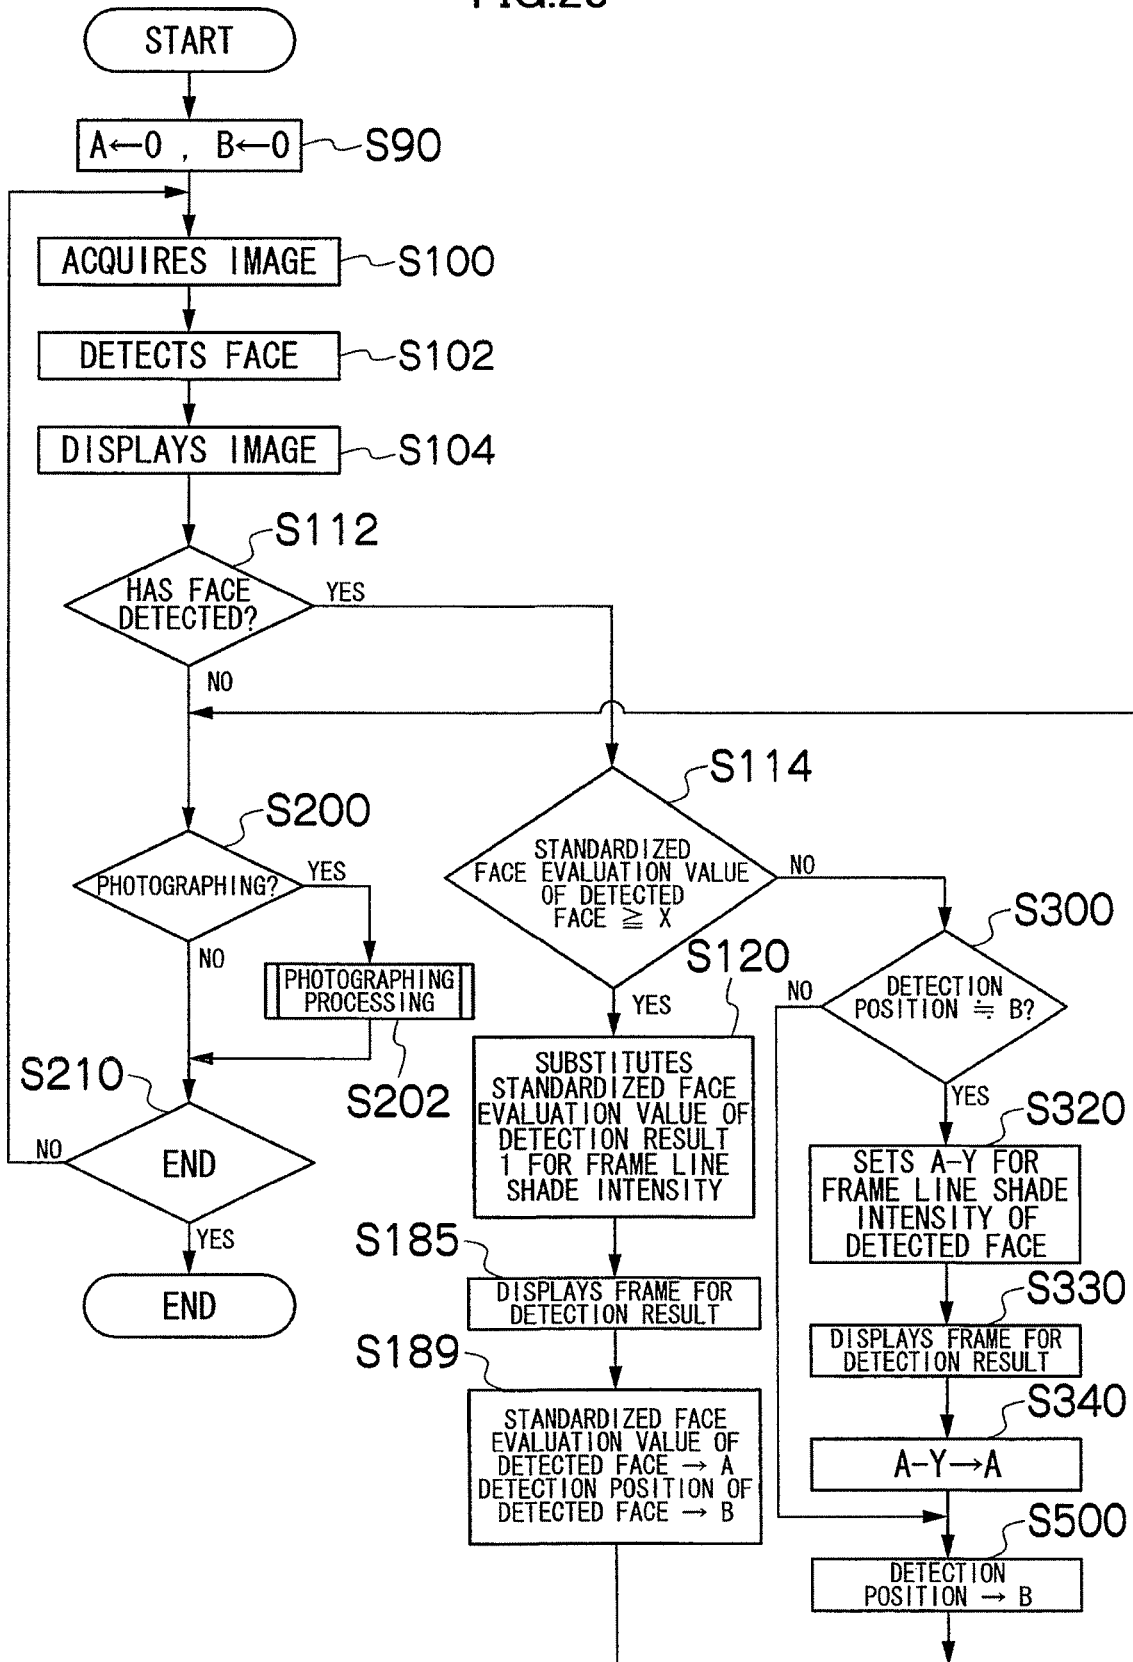 START
A←0 , B←0
S90
ACQUIRES IMAGE
S100
DETECTS FACE
S102
DISPLAYS IMAGE
S104
S112
HAS FACE
DETECTED?
YES
NO
S200
PHOTOGRAPHING?
YES
NO
PHOTOGRAPHING
PROCESSING
S202
S210
END
NO
YES
END
S114
STANDARDIZED
FACE EVALUATION VALUE
OF DETECTED
FACE ≧ X
NO
YES
S120
SUBSTITUTES
STANDARDIZED FACE
EVALUATION VALUE OF
DETECTION RESULT
1 FOR FRAME LINE
SHADE INTENSITY
S185
DISPLAYS FRAME FOR
DETECTION RESULT
S189
STANDARDIZED FACE
EVALUATION VALUE OF
DETECTED FACE → A
DETECTION POSITION OF
DETECTED FACE → B
S300
DETECTION
POSITION ≒ B?
NO
YES
S320
SETS A-Y FOR
FRAME LINE SHADE
INTENSITY OF
DETECTED FACE
S330
DISPLAYS FRAME FOR
DETECTION RESULT
S340
A-Y→A
S500
DETECTION
POSITION → B